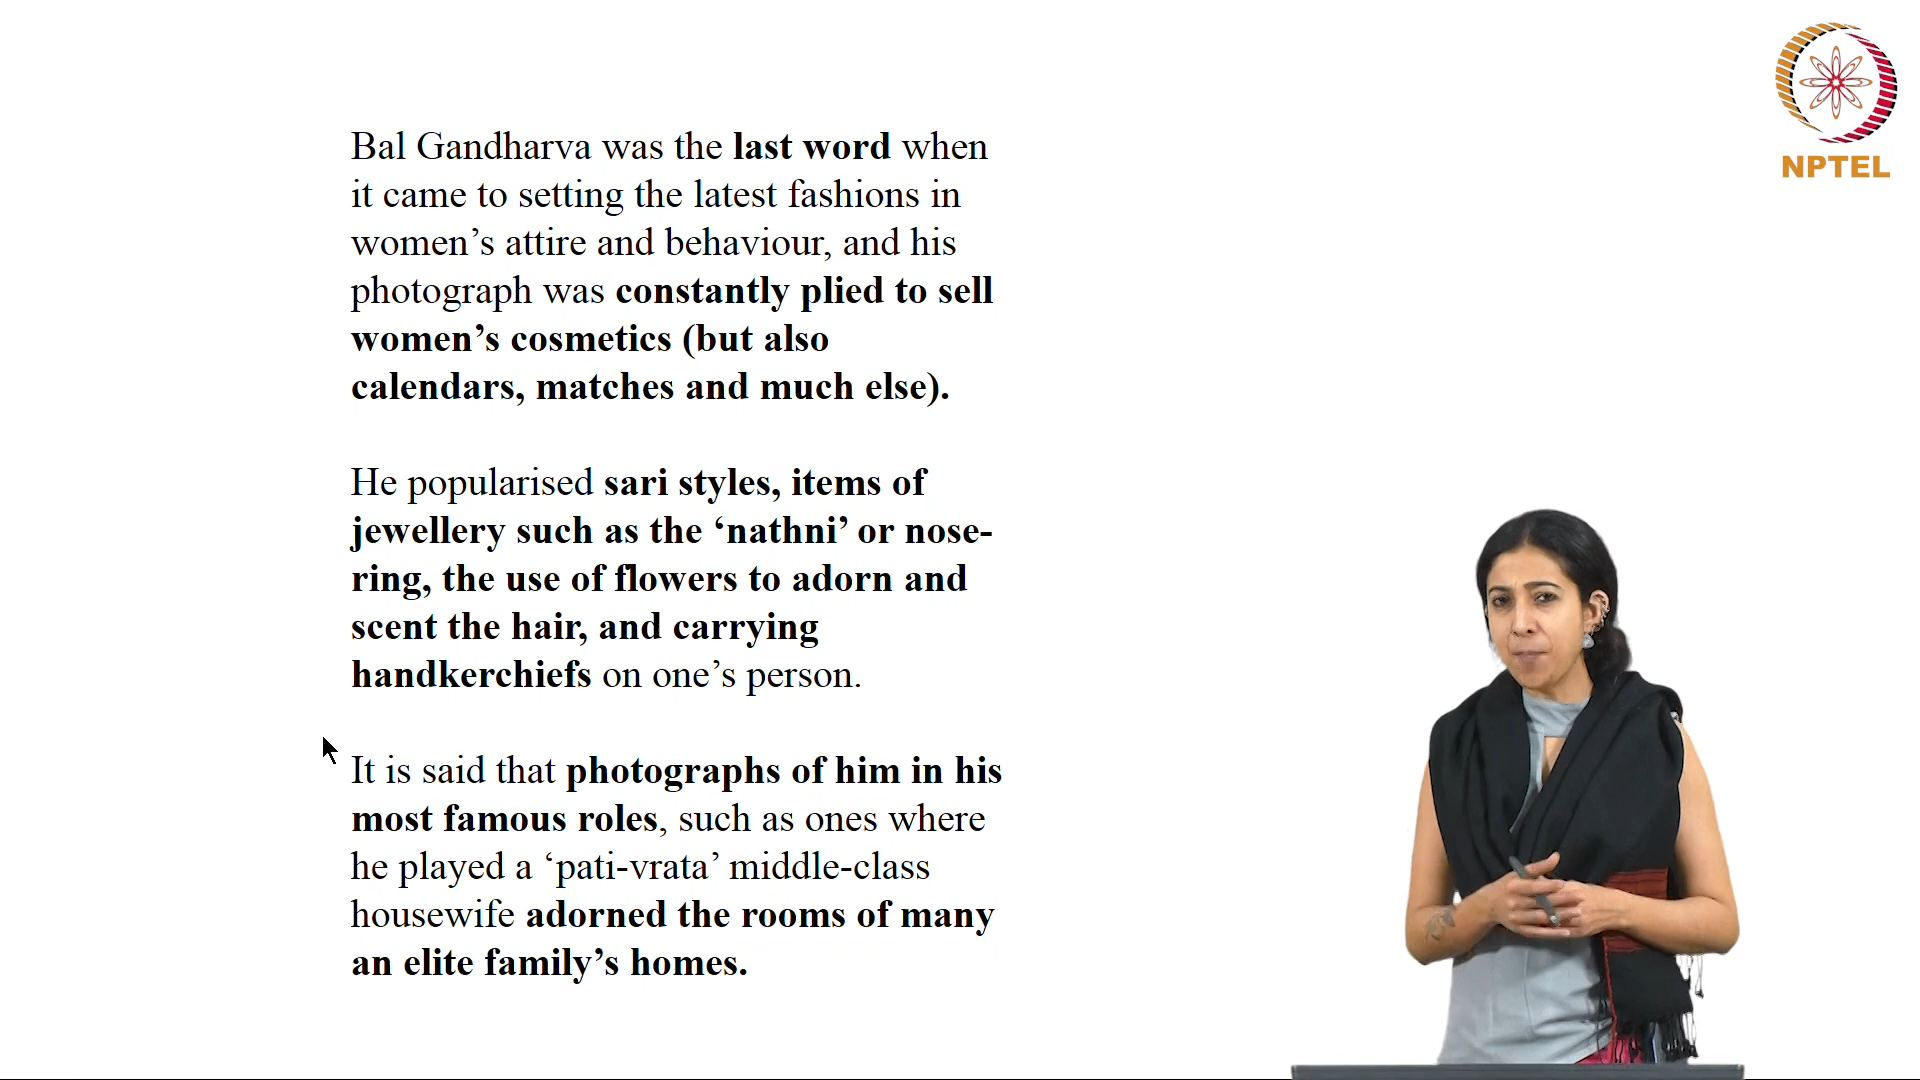 Bal Gandharva was the last word when
it came to setting the latest fashions in
women’s attire and behaviour, and his
photograph was constantly plied to sell
women’s cosmetics (but also
calendars, matches and much else).
He popularised sari styles, items of
jewellery such as the ‘nathni’ or nose-
ring, the use of flowers to adorn and
scent the hair, and carrying
handkerchiefs on one’s person.
It is said that photographs of him in his
most famous roles, such as ones where
he played a ‘pati-vrata’ middle-class
housewife adorned the rooms of many
an elite family’s homes.
NPTEL